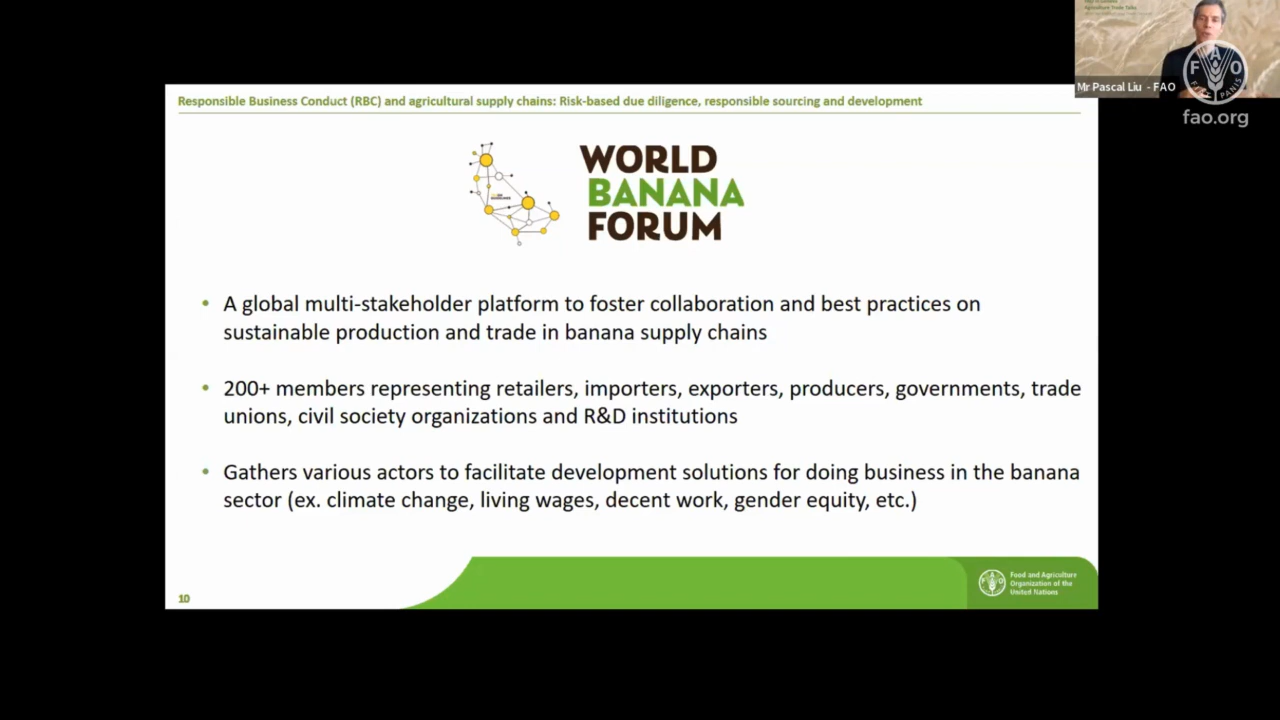 Agriculture Trade Talks
Mr Pascal Liu - FAO
F A O
fao.org
Responsible Business Conduct (RBC) and agricultural supply chains: Risk-based due diligence, responsible sourcing and development
WORLD
BANANA
FORUM
• A global multi-stakeholder platform to foster collaboration and best practices on
sustainable production and trade in banana supply chains
• 200+ members representing retailers, importers, exporters, producers, governments, trade
unions, civil society organizations and R&D institutions
• Gathers various actors to facilitate development solutions for doing business in the banana
sector (ex. climate change, living wages, decent work, gender equity, etc.)
10
Food and Agriculture
Organization of the
United Nations